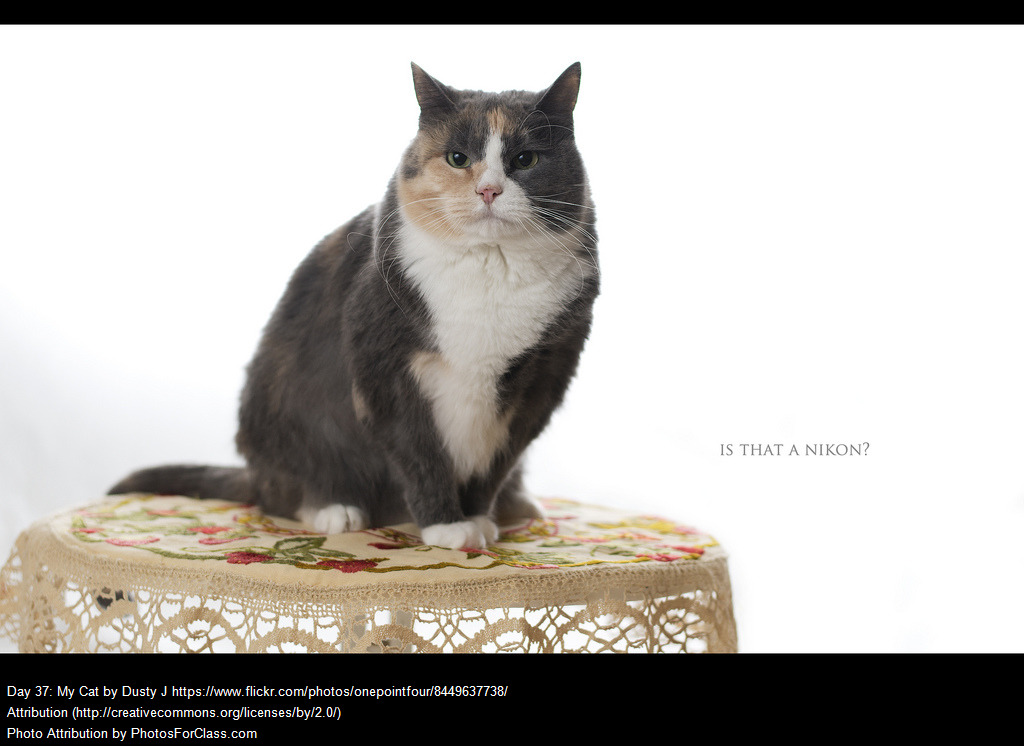 IS THAT A NIKON?
Day 37: My Cat by Dusty J https://www.flickr.com/photos/onepointfour/8449637738/
Attribution (http://creativecommons.org/licenses/by/2.0/)
Photo Attribution by PhotosForClass.com